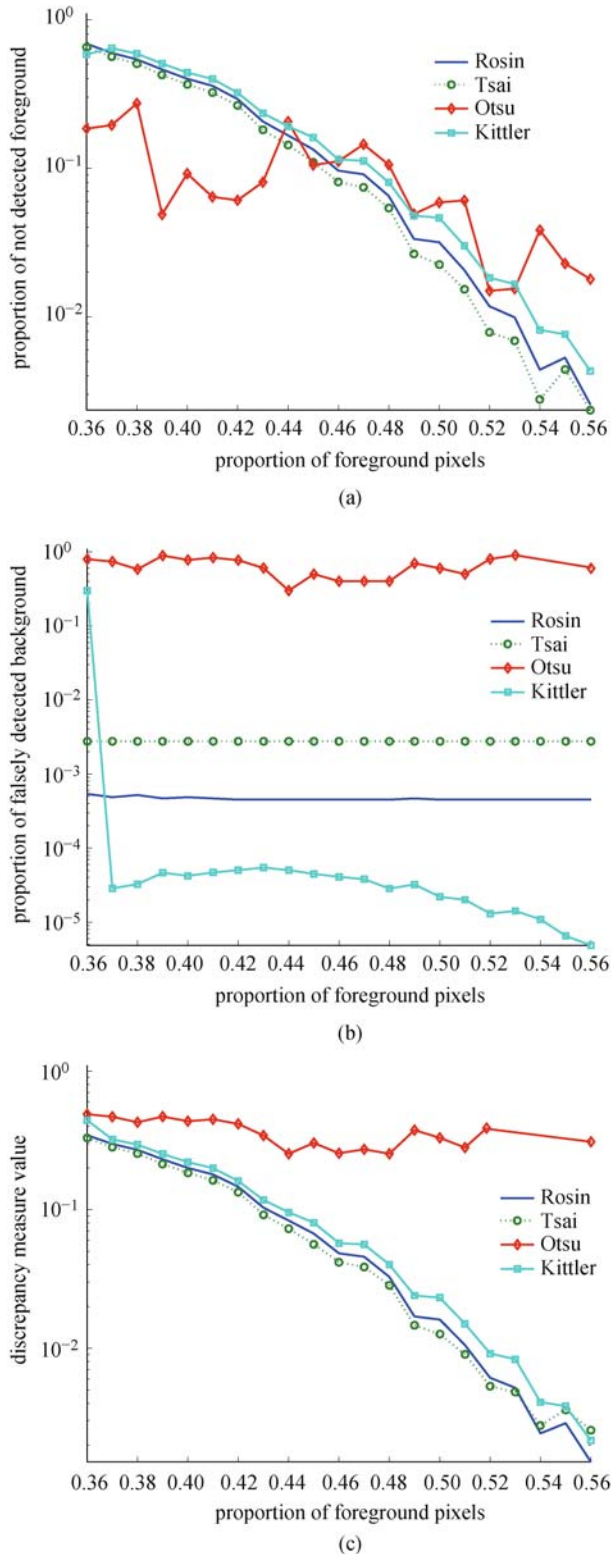 10^0
10^-1
10^-2
proportion of not detected foreground
Rosin
Tsai
Otsu
Kittler
0.36 0.38 0.40 0.42 0.44 0.46 0.48 0.50 0.52 0.54 0.56
proportion of foreground pixels
(a)
10^0
10^-1
10^-2
10^-3
10^-4
10^-5
proportion of falsely detected background
Rosin
Tsai
Otsu
Kittler
0.36 0.38 0.40 0.42 0.44 0.46 0.48 0.50 0.52 0.54 0.56
proportion of foreground pixels
(b)
10^0
10^-1
10^-2
discrepancy measure value
Rosin
Tsai
Otsu
Kittler
0.36 0.38 0.40 0.42 0.44 0.46 0.48 0.50 0.52 0.54 0.56
proportion of foreground pixels
(c)